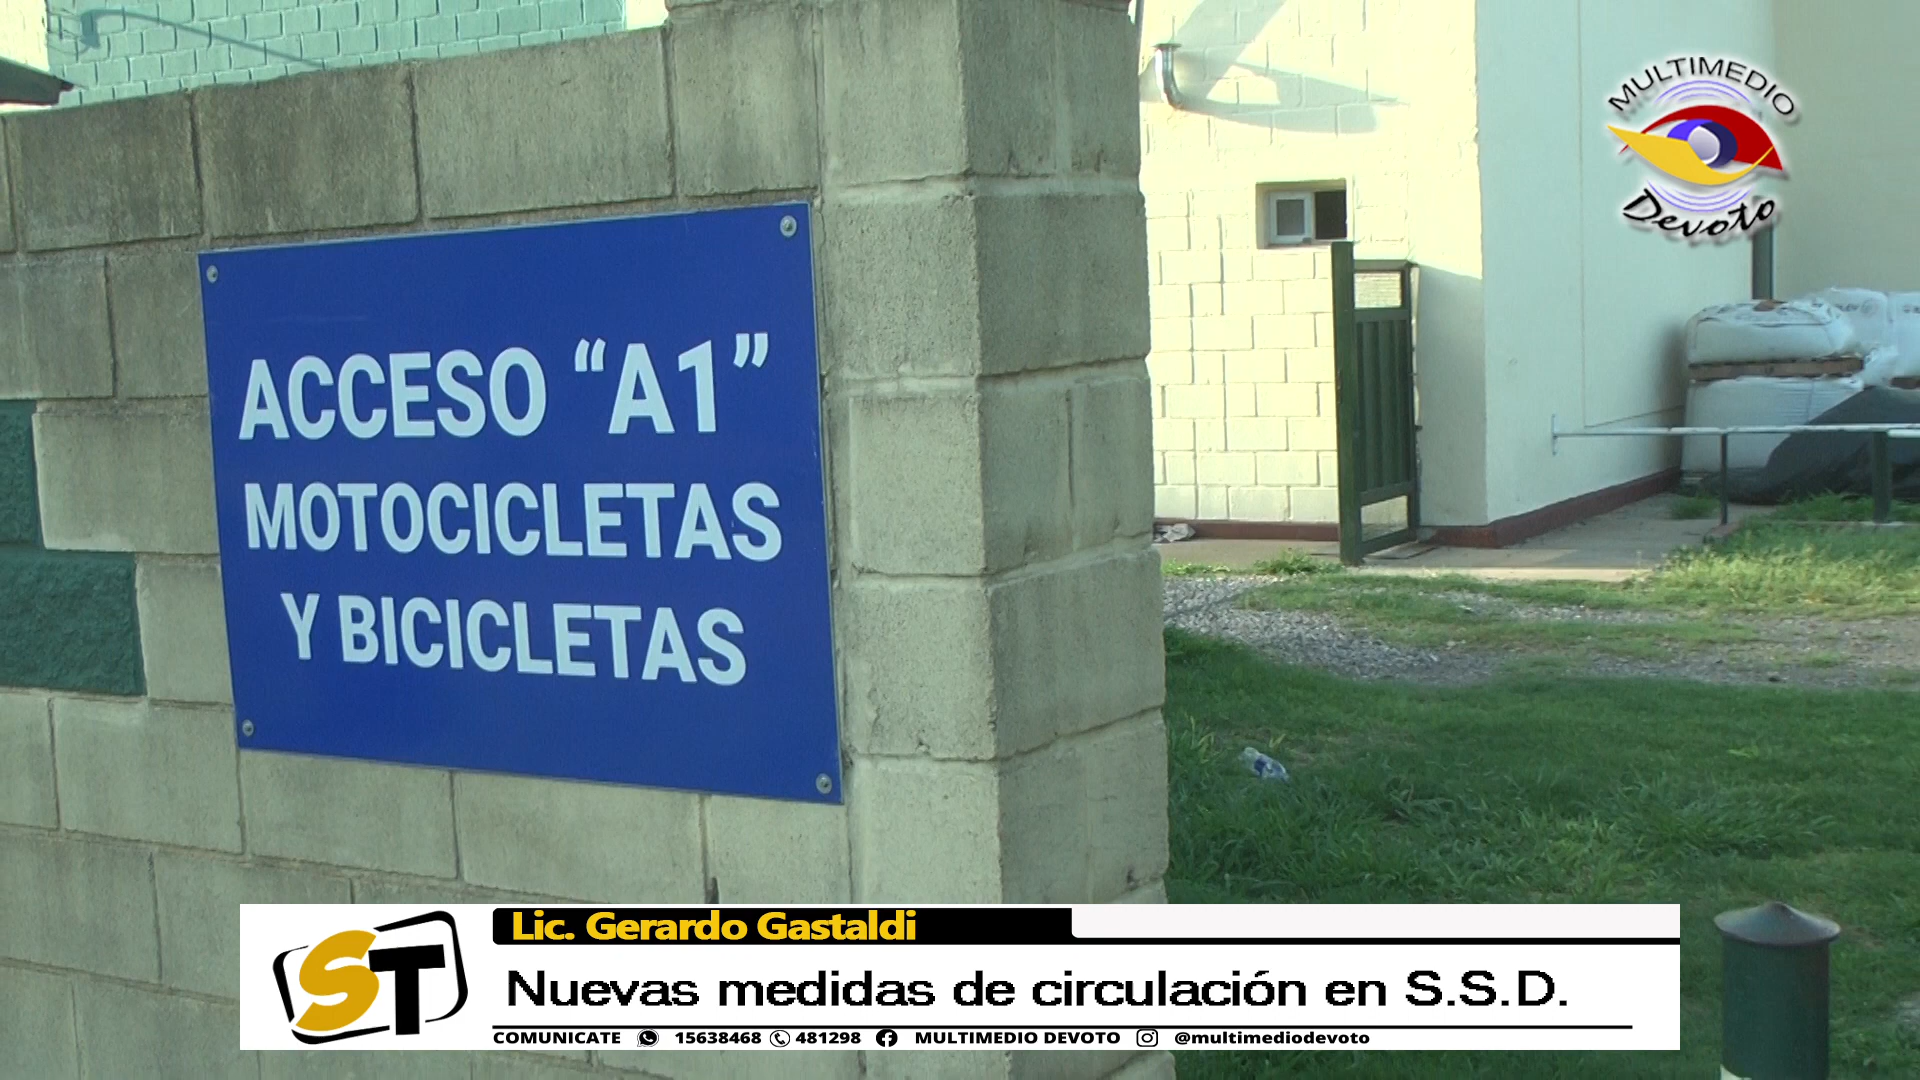 MULTIMEDIO
Devoto
ACCESO “A1”
MOTOCICLETAS
Y BICICLETAS
ST
Lic. Gerardo Gastaldi
Nuevas medidas de circulación en S.S.D.
COMUNICATE 15638468 481298 MULTIMEDIO DEVOTO @multimediodevoto